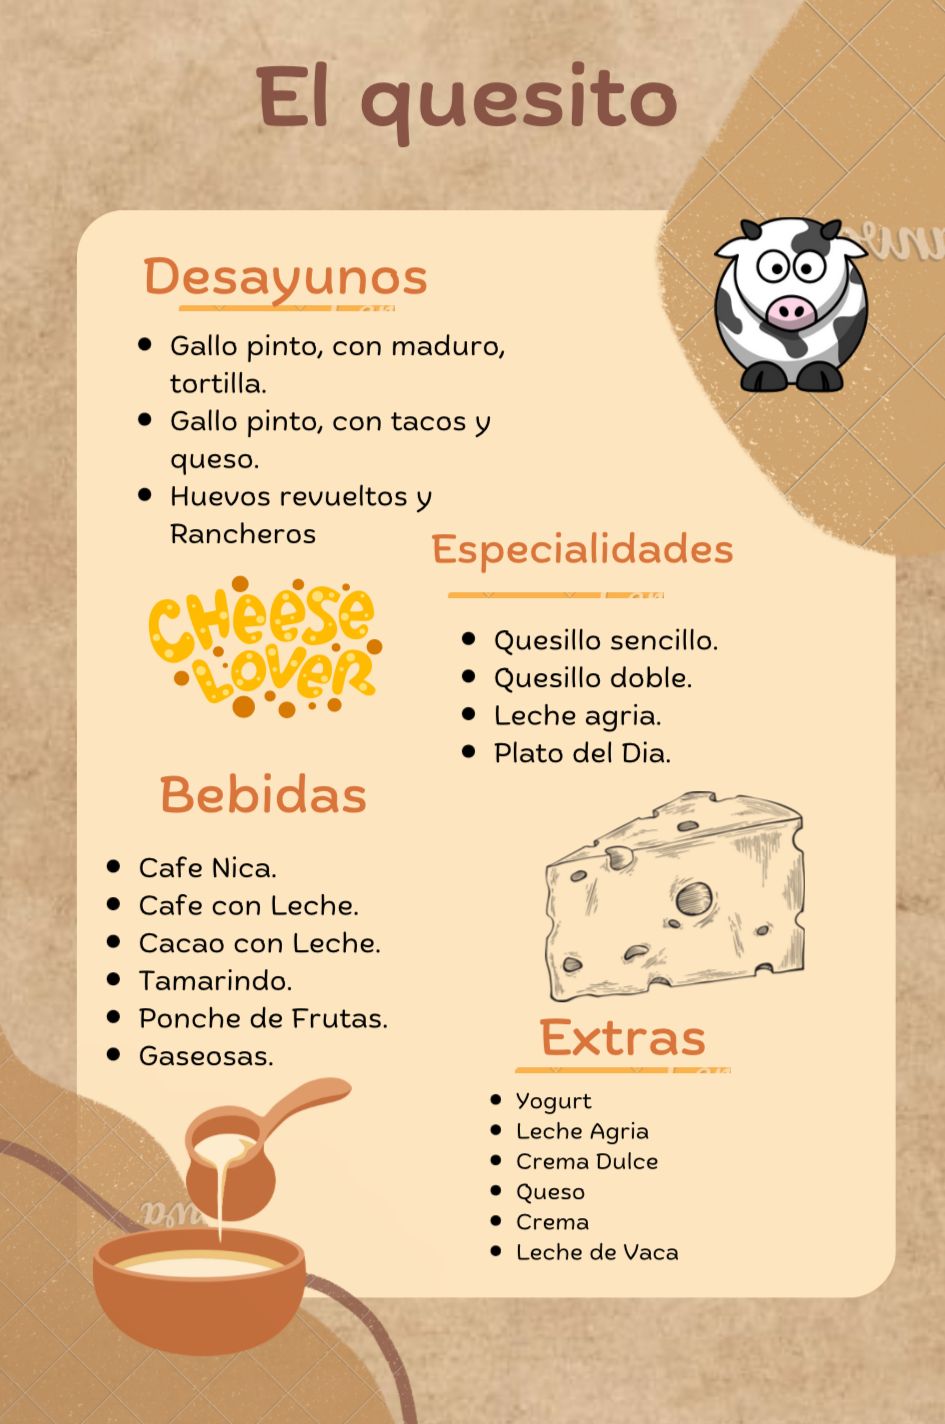 El quesito
Desayunos
Gallo pinto, con maduro,
tortilla.
Gallo pinto, con tacos y
queso.
Huevos revueltos y
Rancheros
CHEESE
LOVER
Especialidades
Quesillo sencillo.
Quesillo doble.
Leche agria.
Plato del Dia.
Bebidas
Cafe Nica.
Cafe con Leche.
Cacao con Leche.
Tamarindo.
Ponche de Frutas.
Gaseosas.
Extras
Yogurt
Leche Agria
Crema Dulce
Queso
Crema
Leche de Vaca